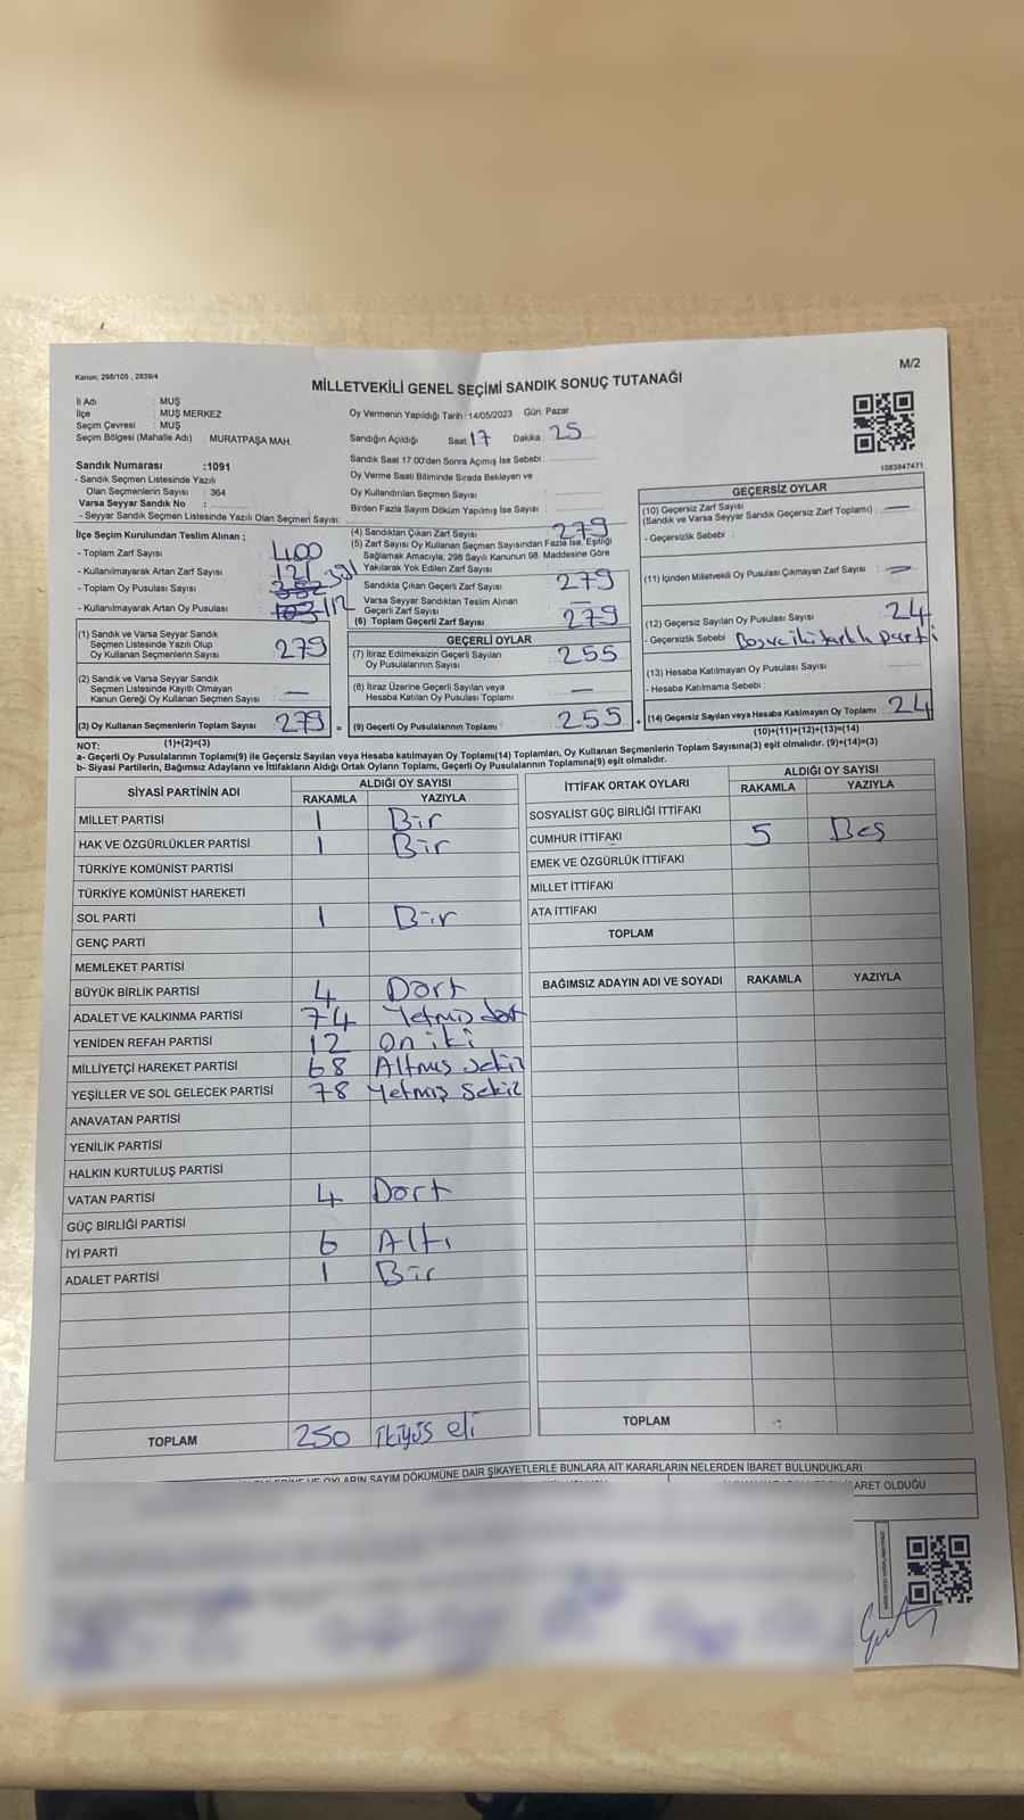 Kanun: 298/105 , 2839/4
M/2
MİLLETVEKİLİ GENEL SEÇİMİ SANDIK SONUÇ TUTANAĞI
İl Adı MUŞ
İlçe MUŞ MERKEZ
Seçim Çevresi MUŞ
Seçim Bölgesi (Mahalle Adı) MURATPAŞA MAH.
Oy Vermenin Yapıldığı Tarih :14/05/2023 Gün: Pazar
Sandığın Açıldığı Saat 17 Dakika 25
Sandık Saat 17:00'den Sonra Açılmış İse Sebebi :
Oy Verme Saati Bitiminde Sırada Bekleyen ve
Oy Kullandırılan Seçmen Sayısı
Birden Fazla Sayım Döküm Yapılmış İse Sayısı :
1083847471
Sandık Numarası :1091
- Sandık Seçmen Listesinde Yazılı
Olan Seçmenlerin Sayısı : 364
Varsa Seyyar Sandık No :
- Seyyar Sandık Seçmen Listesinde Yazılı Olan Seçmen Sayısı:
İlçe Seçim Kurulundan Teslim Alınan ;
- Toplam Zarf Sayısı 400
- Kullanılmayarak Artan Zarf Sayısı 121
- Toplam Oy Pusulası Sayısı 391
- Kullanılmayarak Artan Oy Pusulası 112
(1) Sandık ve Varsa Seyyar Sandık
Seçmen Listesinde Yazılı Olup
Oy Kullanan Seçmenlerin Sayısı 279
(2) Sandık ve Varsa Seyyar Sandık
Seçmen Listesinde Kayıtlı Olmayan
Kanun Gereği Oy Kullanan Seçmen Sayısı —
(3) Oy Kullanan Seçmenlerin Toplam Sayısı 279 =
(1)+(2)=(3)
(4) Sandıktan Çıkan Zarf Sayısı 279
(5) Zarf Sayısı Oy Kullanan Seçmen Sayısından Fazla İse, Eşitliği
Sağlamak Amacıyla, 298 Sayılı Kanunun 98. Maddesine Göre
Yakılarak Yok Edilen Zarf Sayısı
Sandıkta Çıkan Geçerli Zarf Sayısı 279
Varsa Seyyar Sandıktan Teslim Alınan
Geçerli Zarf Sayısı —
(6) Toplam Geçerli Zarf Sayısı 279
GEÇERLİ OYLAR
(7) İtiraz Edilmeksizin Geçerli Sayılan
Oy Pusulalarının Sayısı 255
(8) İtiraz Üzerine Geçerli Sayılan veya
Hesaba Katılan Oy Pusulası Toplamı —
(9) Geçerli Oy Pusulalarının Toplamı 255
GEÇERSİZ OYLAR
(10) Geçersiz Zarf Sayısı
(Sandık ve Varsa Seyyar Sandık Geçersiz Zarf Toplamı) —
- Geçersizlik Sebebi :
(11) İçinden Milletvekili Oy Pusulası Çıkmayan Zarf Sayısı —
(12) Geçersiz Sayılan Oy Pusulası Sayısı 24
- Geçersizlik Sebebi parti
(13) Hesaba Katılmayan Oy Pusulası Sayısı
- Hesaba Katılmama Sebebi :
(14) Geçersiz Sayılan veya Hesaba Katılmayan Oy Toplamı 24
(10)+(11)+(12)+(13)=(14)
NOT:
a- Geçerli Oy Pusulalarının Toplamı(9) ile Geçersiz Sayılan veya Hesaba katılmayan Oy Toplamı(14) Toplamları, Oy Kullanan Seçmenlerin Toplam Sayısına(3) eşit olmalıdır. (9)+(14)=(3)
b- Siyasi Partilerin, Bağımsız Adayların ve İttifakların Aldığı Ortak Oyların Toplamı, Geçerli Oy Pusulalarının Toplamına(9) eşit olmalıdır.
SİYASİ PARTİNİN ADI ALDIĞI OY SAYISI
RAKAMLA YAZIYLA
MİLLET PARTİSİ 1 Bir
HAK VE ÖZGÜRLÜKLER PARTİSİ 1 Bir
TÜRKİYE KOMÜNİST PARTİSİ
TÜRKİYE KOMÜNİST HAREKETİ
SOL PARTİ 1 Bir
GENÇ PARTİ
MEMLEKET PARTİSİ
BÜYÜK BİRLİK PARTİSİ 4 Dört
ADALET VE KALKINMA PARTİSİ 74 Yetmiş dört
YENİDEN REFAH PARTİSİ 12 on iki
MİLLİYETÇİ HAREKET PARTİSİ 68 Altmış sekiz
YEŞİLLER VE SOL GELECEK PARTİSİ 78 Yetmiş Sekiz
ANAVATAN PARTİSİ
YENİLİK PARTİSİ
HALKIN KURTULUŞ PARTİSİ
VATAN PARTİSİ 4 Dört
GÜÇ BİRLİĞİ PARTİSİ
İYİ PARTİ 6 Altı
ADALET PARTİSİ 1 Bir
TOPLAM 250 ikiyüs eli
İTTİFAK ORTAK OYLARI ALDIĞI OY SAYISI
RAKAMLA YAZIYLA
SOSYALİST GÜÇ BİRLİĞİ İTTİFAKI
CUMHUR İTTİFAKI 5 Beş
EMEK VE ÖZGÜRLÜK İTTİFAKI
MİLLET İTTİFAKI
ATA İTTİFAKI
TOPLAM
BAĞIMSIZ ADAYIN ADI VE SOYADI RAKAMLA YAZIYLA
TOPLAM
SAYIM DÖKÜMÜNE DAİR ŞİKAYETLERLE BUNLARA AİT KARARLARIN NELERDEN İBARET BULUNDUKLARI
OLDUĞU